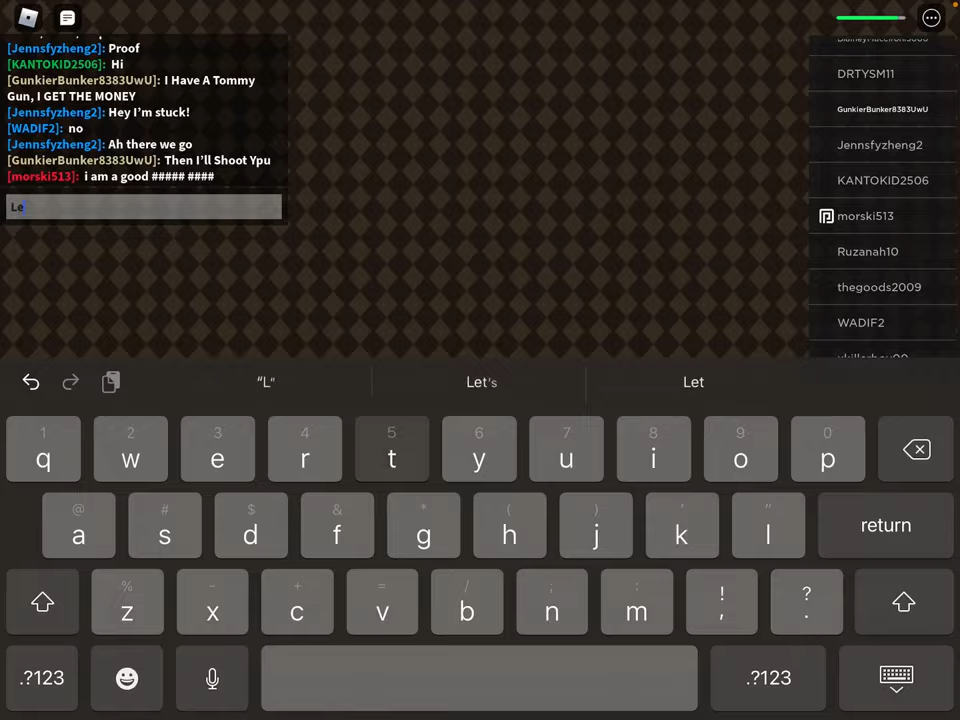 [Jennsfyzheng2]: Proof
[KANTOKID2506]: Hi
[GunkierBunker8383UwU]: I Have A Tommy
Gun, I GET THE MONEY
[Jennsfyzheng2]: Hey I'm stuck!
[WADIF2]: no
[Jennsfyzheng2]: Ah there we go
[GunkierBunker8383UwU]: Then I'll Shoot Ypu
[morski513]: i am a good ##### ####
Le
DRTYSM11
GunkierBunker8383UwU
Jennsfyzheng2
KANTOKID2506
morski513
Ruzanah10
thegoods2009
WADIF2
"L" Let's Let
1 2 3 4 5 6 7 8 9 0
q w e r t y u i o p
@ # $ & * ( ) ' "
a s d f g h j k l return
% - + = / ; : ! ?
z x c v b n m , .
.?123 .?123